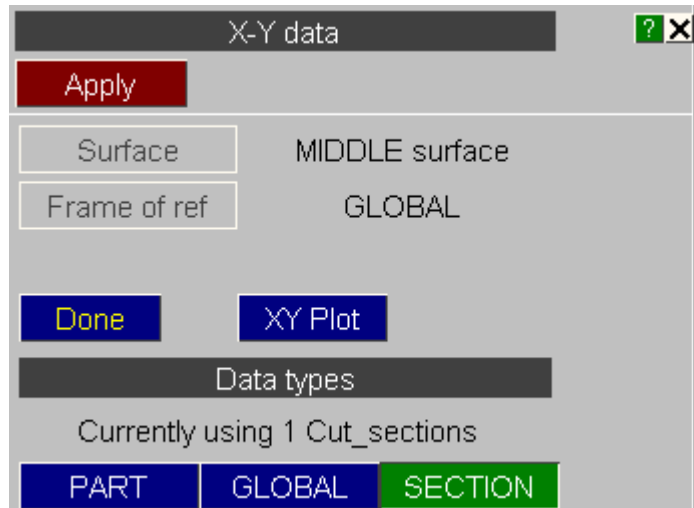 X-Y data ?
Apply
Surface MIDDLE surface
Frame of ref GLOBAL
Done XY Plot
Data types
Currently using 1 Cut_sections
PART GLOBAL SECTION